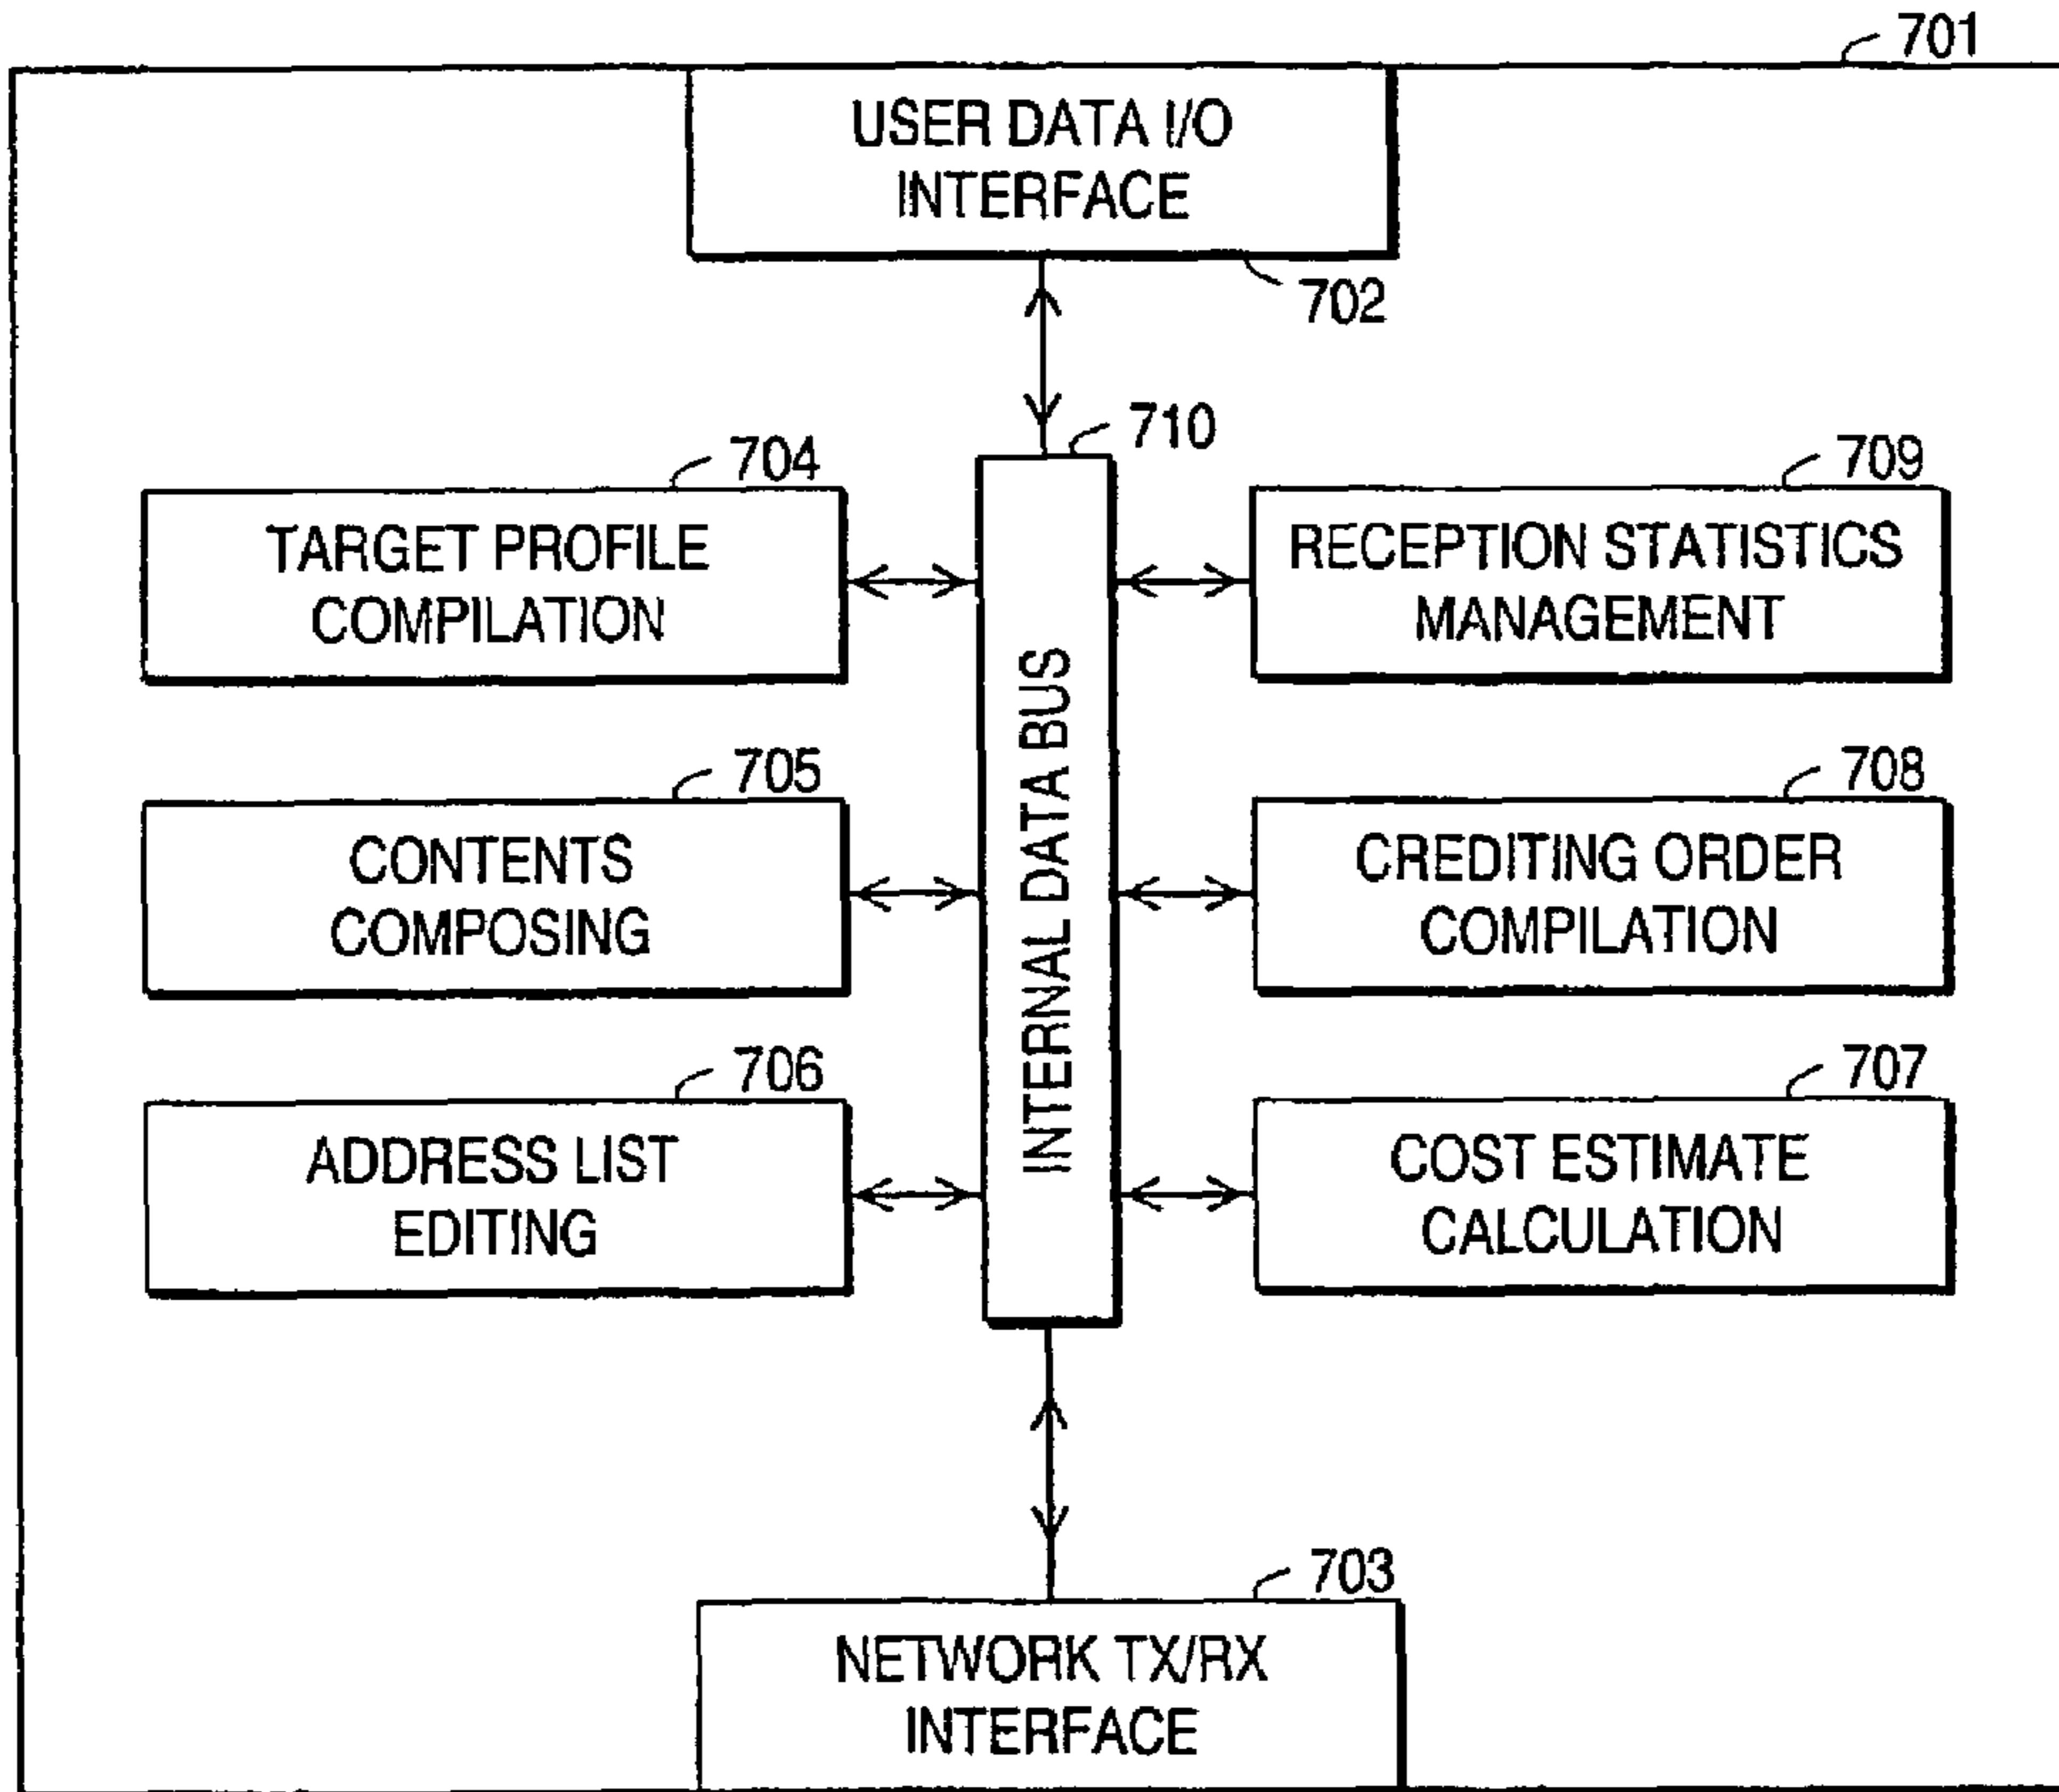 701
USER DATA I/O
INTERFACE
702
710
704
TARGET PROFILE
COMPILATION
709
RECEPTION STATISTICS
MANAGEMENT
INTERNAL DATA BUS
705
CONTENTS
COMPOSING
708
CREDITING ORDER
COMPILATION
706
ADDRESS LIST
EDITING
707
COST ESTIMATE
CALCULATION
703
NETWORK TX/RX
INTERFACE